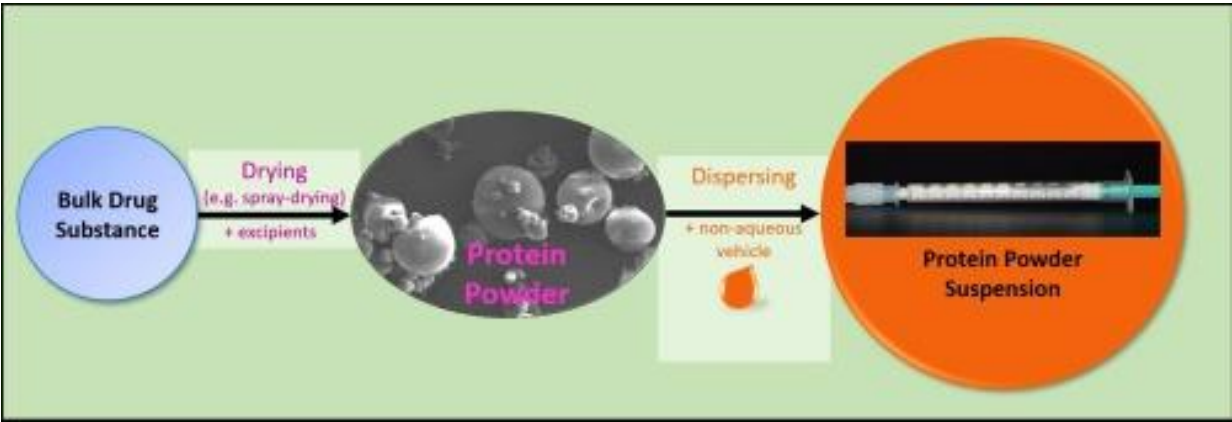 Bulk Drug
Substance
Drying
(e.g. spray-drying)
+ excipients
Protein
Powder
Dispersing
+ non-aqueous
vehicle
Protein Powder
Suspension